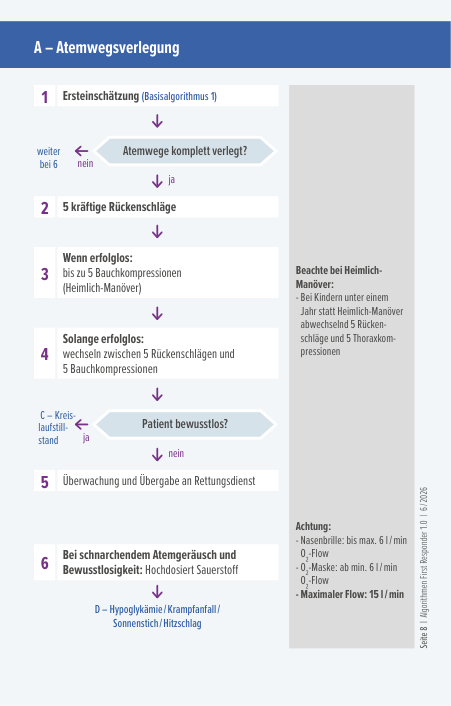 A – Atemwegsverlegung
1 Ersteinschätzung (Basisalgorithmus 1)
Atemwege komplett verlegt?
weiter
bei 6
nein
ja
2 5 kräftige Rückenschläge
3 Wenn erfolglos:
bis zu 5 Bauchkompressionen
(Heimlich-Manöver)
4 Solange erfolglos:
wechseln zwischen 5 Rückenschlägen und
5 Bauchkompressionen
Patient bewusstlos?
C – Kreis-
laufstill-
stand
ja
nein
5 Überwachung und Übergabe an Rettungsdienst
6 Bei schnarchendem Atemgeräusch und
Bewusstlosigkeit: Hochdosiert Sauerstoff
D – Hypoglykämie / Krampfanfall /
Sonnenstich / Hitzschlag
Beachte bei Heimlich-
Manöver:
- Bei Kindern unter einem
Jahr statt Heimlich-Manöver
abwechselnd 5 Rücken-
schläge und 5 Thoraxkom-
pressionen
Achtung:
- Nasenbrille: bis max. 6 l / min
O₂-Flow
- O₂-Maske: ab min. 6 l / min
O₂-Flow
- Maximaler Flow: 15 l / min
Seite 8 | Algorithmen First Responder 1.0 | 6 / 2026